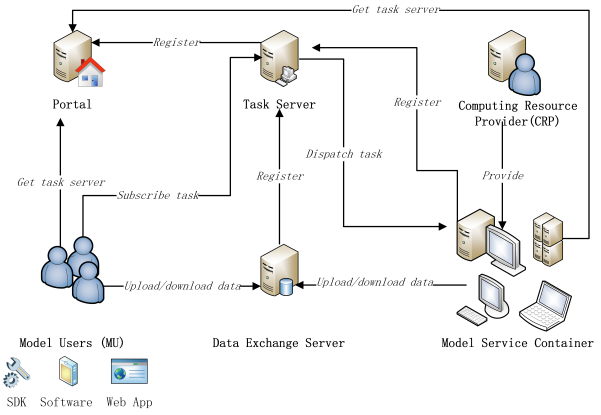 Get task server
Register
Portal
Task Server
Computing Resource
Provider(CRP)
Register
Dispatch task
Get task server
Subscribe task
Register
Provide
Upload/download data
Upload/download data
Model Users (MU)
Data Exchange Server
Model Service Container
SDK
Software
Web App